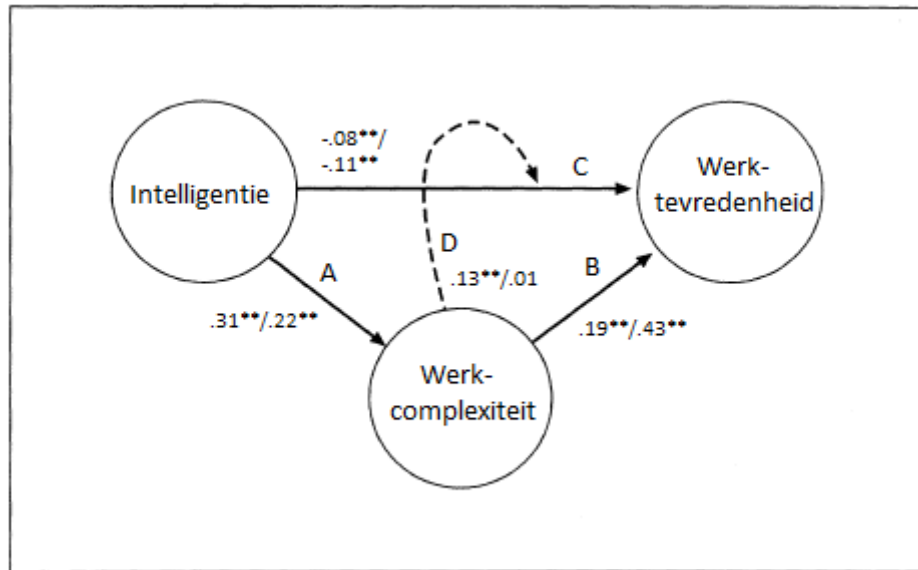 Intelligentie
-.08**/
-.11**
C
Werk-
tevredenheid
A
D
B
.13**/.01
.31**/.22**
.19**/.43**
Werk-
complexiteit